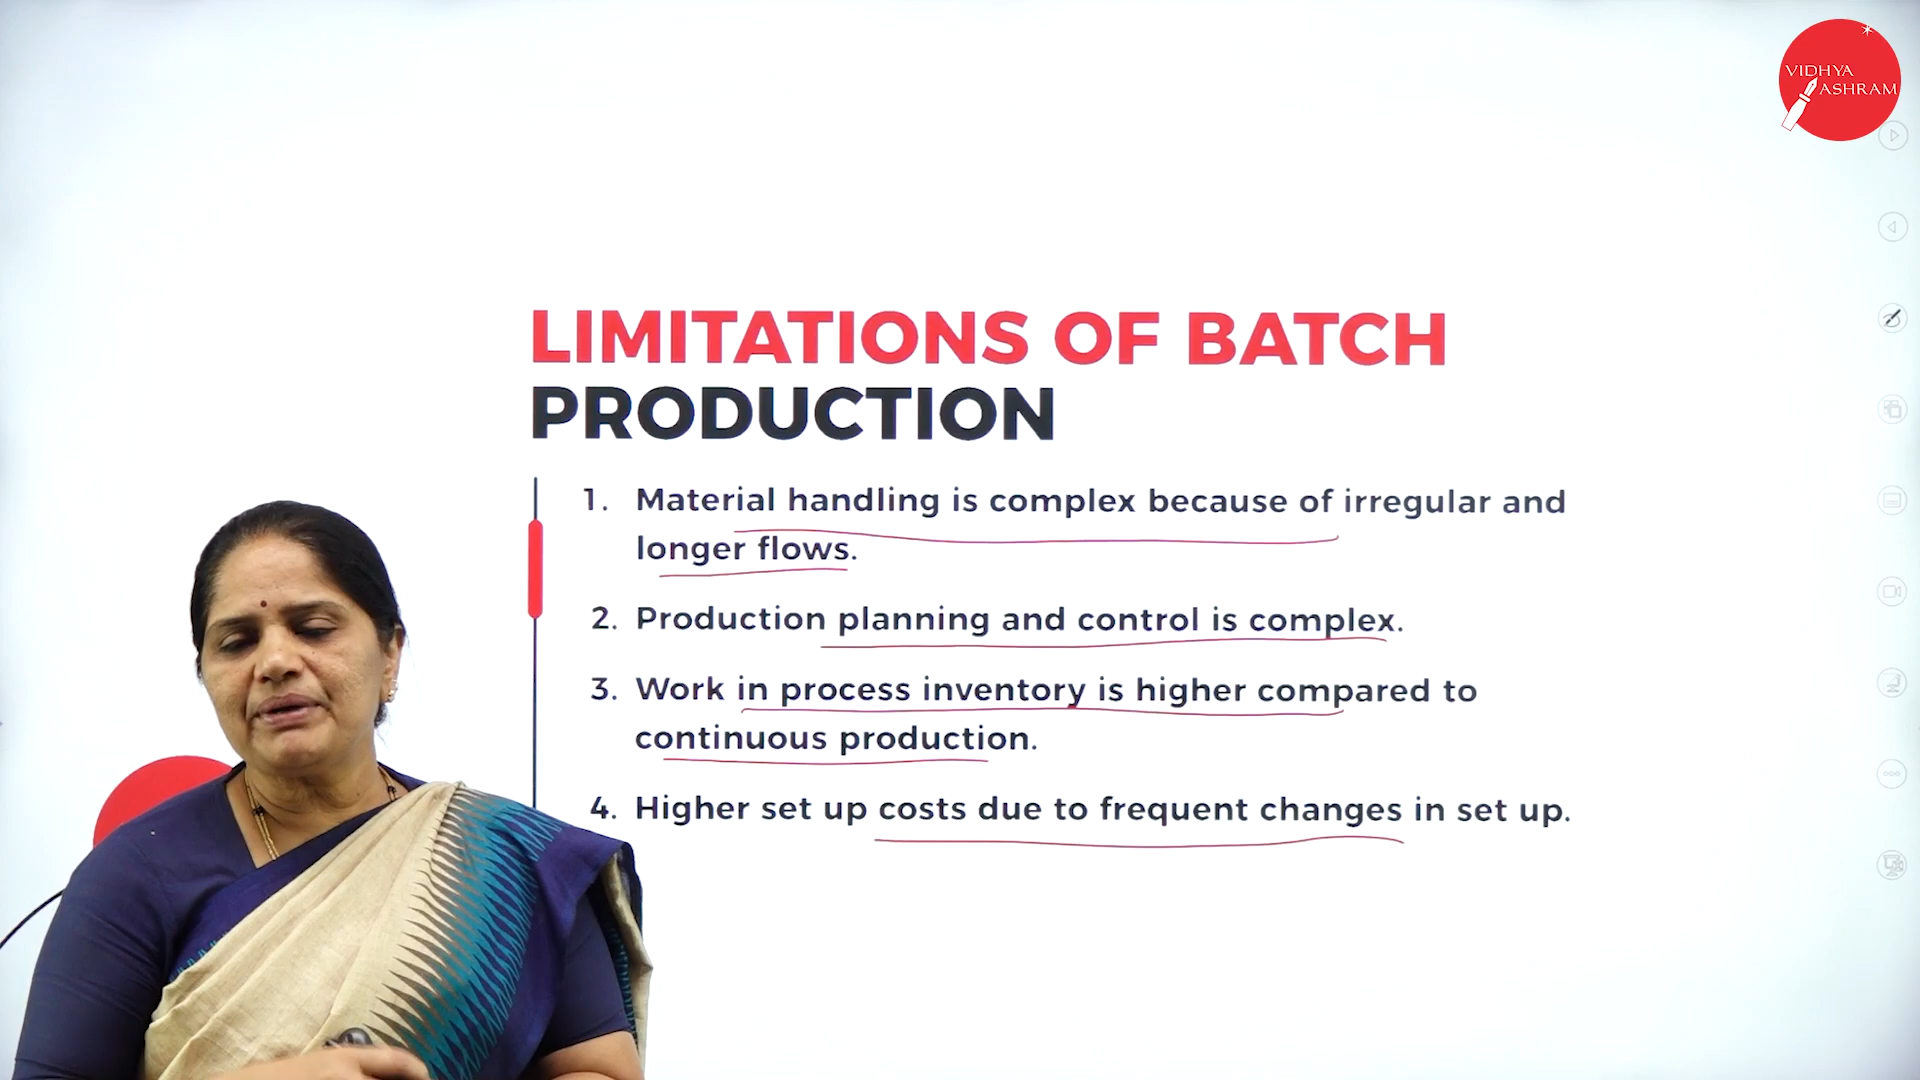 VIDHYA
ASHRAM
LIMITATIONS OF BATCH
PRODUCTION
1. Material handling is complex because of irregular and
longer flows.
2. Production planning and control is complex.
3. Work in process inventory is higher compared to
continuous production.
4. Higher set up costs due to frequent changes in set up.